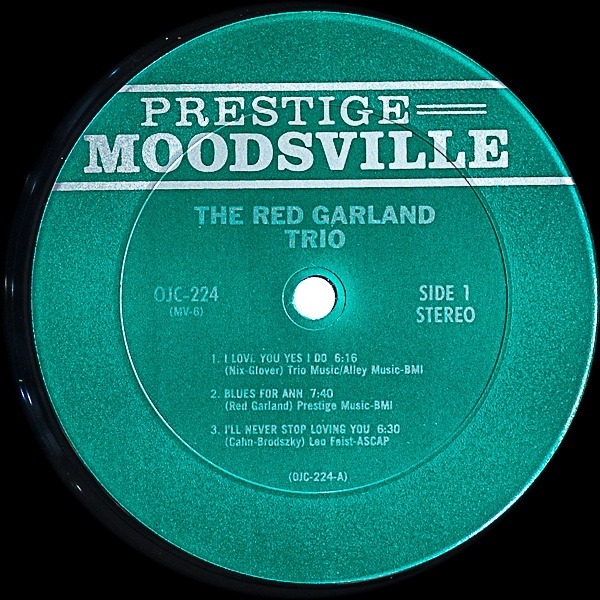 PRESTIGE
MOODSVILLE
THE RED GARLAND
TRIO
OJC-224
(MV-6)
SIDE 1
STEREO
1. I LOVE YOU YES I DO 6:16
(Nix-Glover) Trio Music/Alley Music-BMI
2. BLUES FOR ANN 7:40
(Red Garland) Prestige Music-BMI
3. I'LL NEVER STOP LOVING YOU 6:30
(Cahn-Brodszky) Leo Feist-ASCAP
(OJC-224-A)